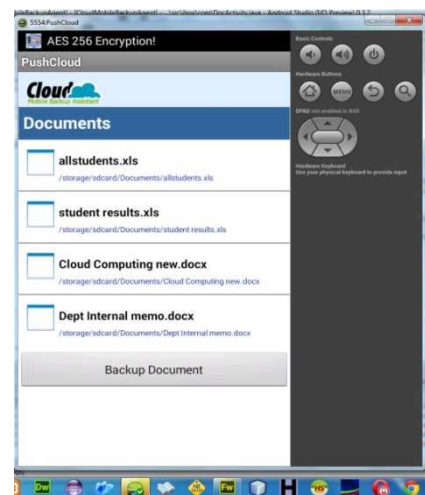 5554:PushCloud
AES 256 Encryption!
PushCloud
Cloud
Mobile Backup Assistant
Documents
allstudents.xls
/storage/sdcard/Documents/allstudents.xls
student results.xls
/storage/sdcard/Documents/student results.xls
Cloud Computing new.docx
/storage/sdcard/Documents/Cloud Computing new.docx
Dept Internal memo.docx
/storage/sdcard/Documents/Dept Internal memo.docx
Backup Document
Basic Controls
Hardware Buttons
MENU
DPAD not enabled in AVD
Hardware Keyboard
Use your physical keyboard to provide input
Dw
Fw
H